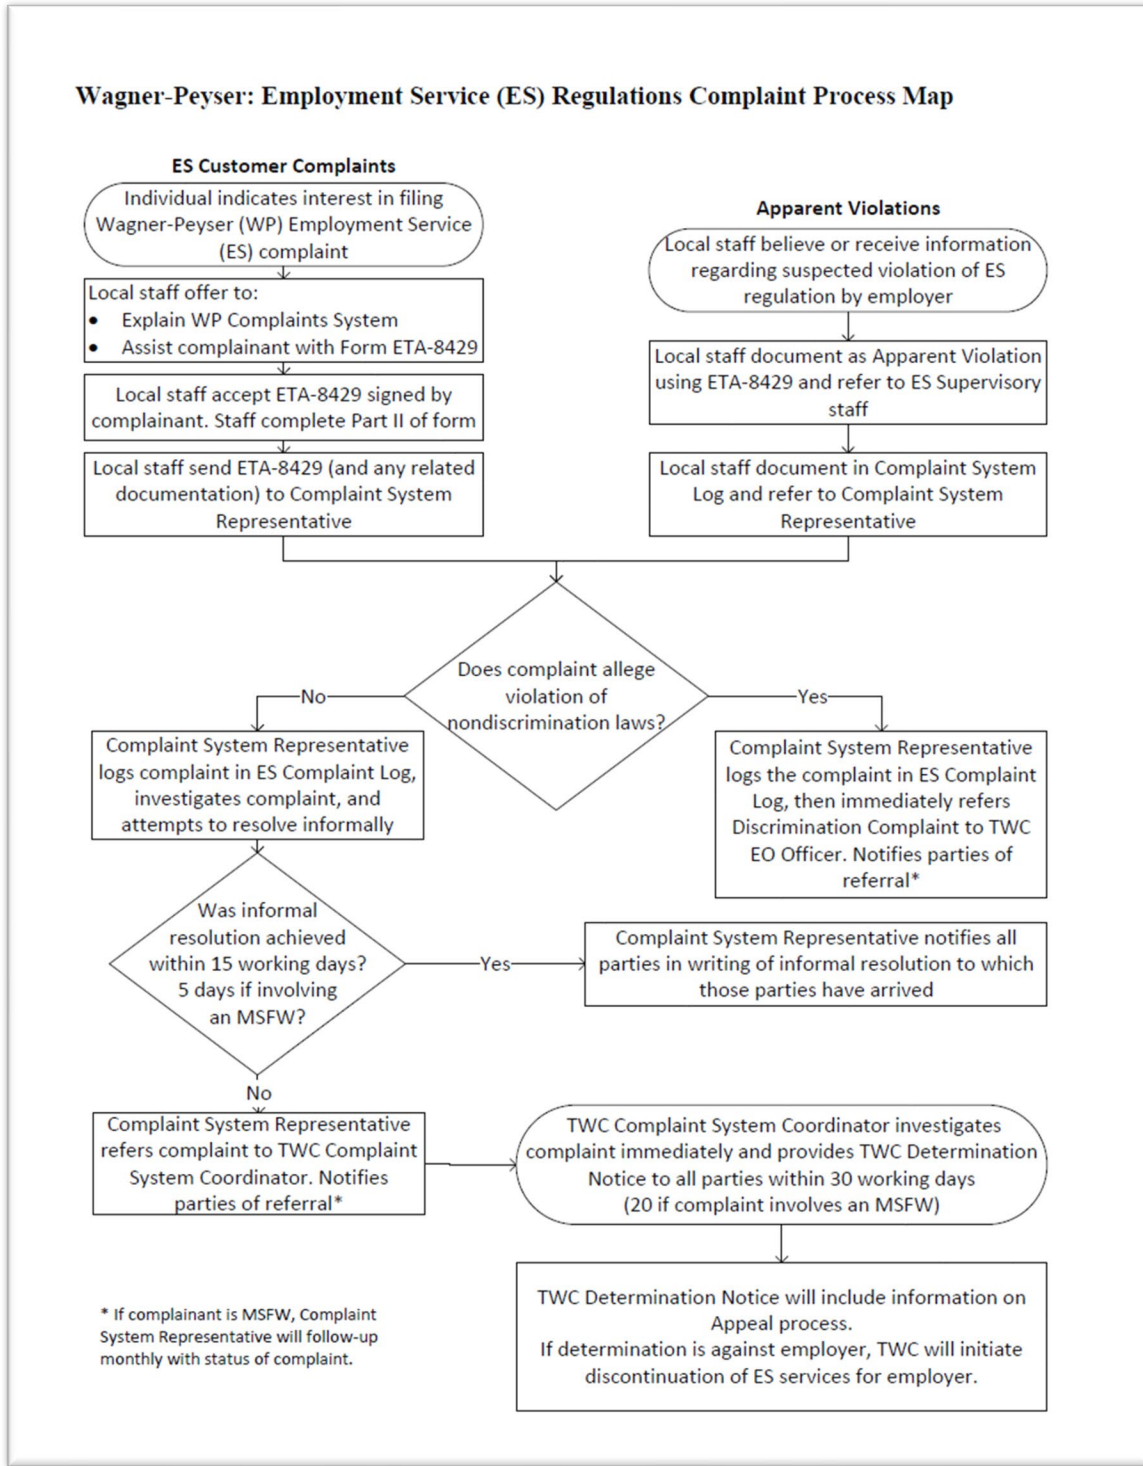 Wagner-Peyser: Employment Service (ES) Regulations Complaint Process Map
ES Customer Complaints
Individual indicates interest in filing
Wagner-Peyser (WP) Employment Service
(ES) complaint
Local staff offer to:
• Explain WP Complaints System
• Assist complainant with Form ETA-8429
Local staff accept ETA-8429 signed by
complainant. Staff complete Part II of form
Local staff send ETA-8429 (and any related
documentation) to Complaint System
Representative
Apparent Violations
Local staff believe or receive information
regarding suspected violation of ES
regulation by employer
Local staff document as Apparent Violation
using ETA-8429 and refer to ES Supervisory
staff
Local staff document in Complaint System
Log and refer to Complaint System
Representative
Does complaint allege
violation of
nondiscrimination laws?
No
Yes
Complaint System Representative
logs complaint in ES Complaint Log,
investigates complaint, and
attempts to resolve informally
Complaint System Representative
logs the complaint in ES Complaint
Log, then immediately refers
Discrimination Complaint to TWC
EO Officer. Notifies parties of
referral*
Was informal
resolution achieved
within 15 working days?
5 days if involving
an MSFW?
Yes
Complaint System Representative notifies all
parties in writing of informal resolution to which
those parties have arrived
No
Complaint System Representative
refers complaint to TWC Complaint
System Coordinator. Notifies
parties of referral*
TWC Complaint System Coordinator investigates
complaint immediately and provides TWC Determination
Notice to all parties within 30 working days
(20 if complaint involves an MSFW)
TWC Determination Notice will include information on
Appeal process.
If determination is against employer, TWC will initiate
discontinuation of ES services for employer.
* If complainant is MSFW, Complaint
System Representative will follow-up
monthly with status of complaint.